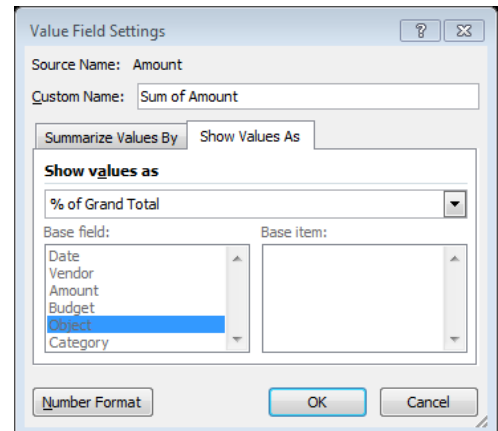 Value Field Settings
Source Name: Amount
Custom Name: Sum of Amount
Summarize Values By Show Values As
Show values as
% of Grand Total
Base field: Base item:
Date
Vendor
Amount
Budget
Object
Category
Number Format OK Cancel